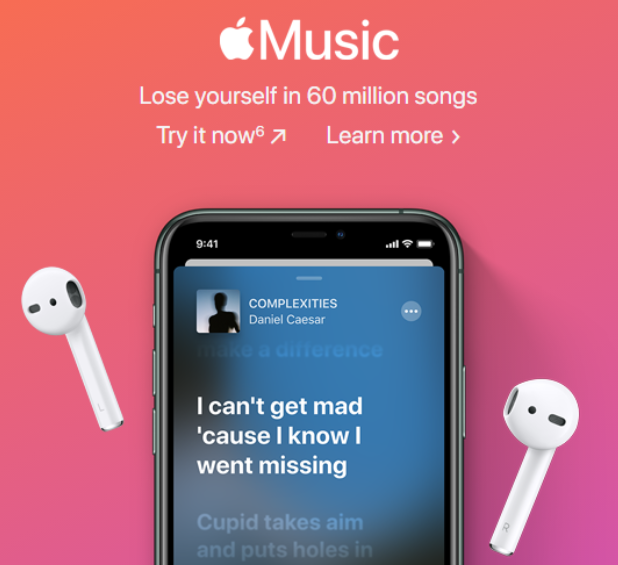 Music
Lose yourself in 60 million songs
Try it now⁶ ↗ Learn more ›
9:41
COMPLEXITIES
Daniel Caesar
make a difference
I can't get mad
'cause I know I
went missing
Cupid takes aim
and puts holes in
L
R